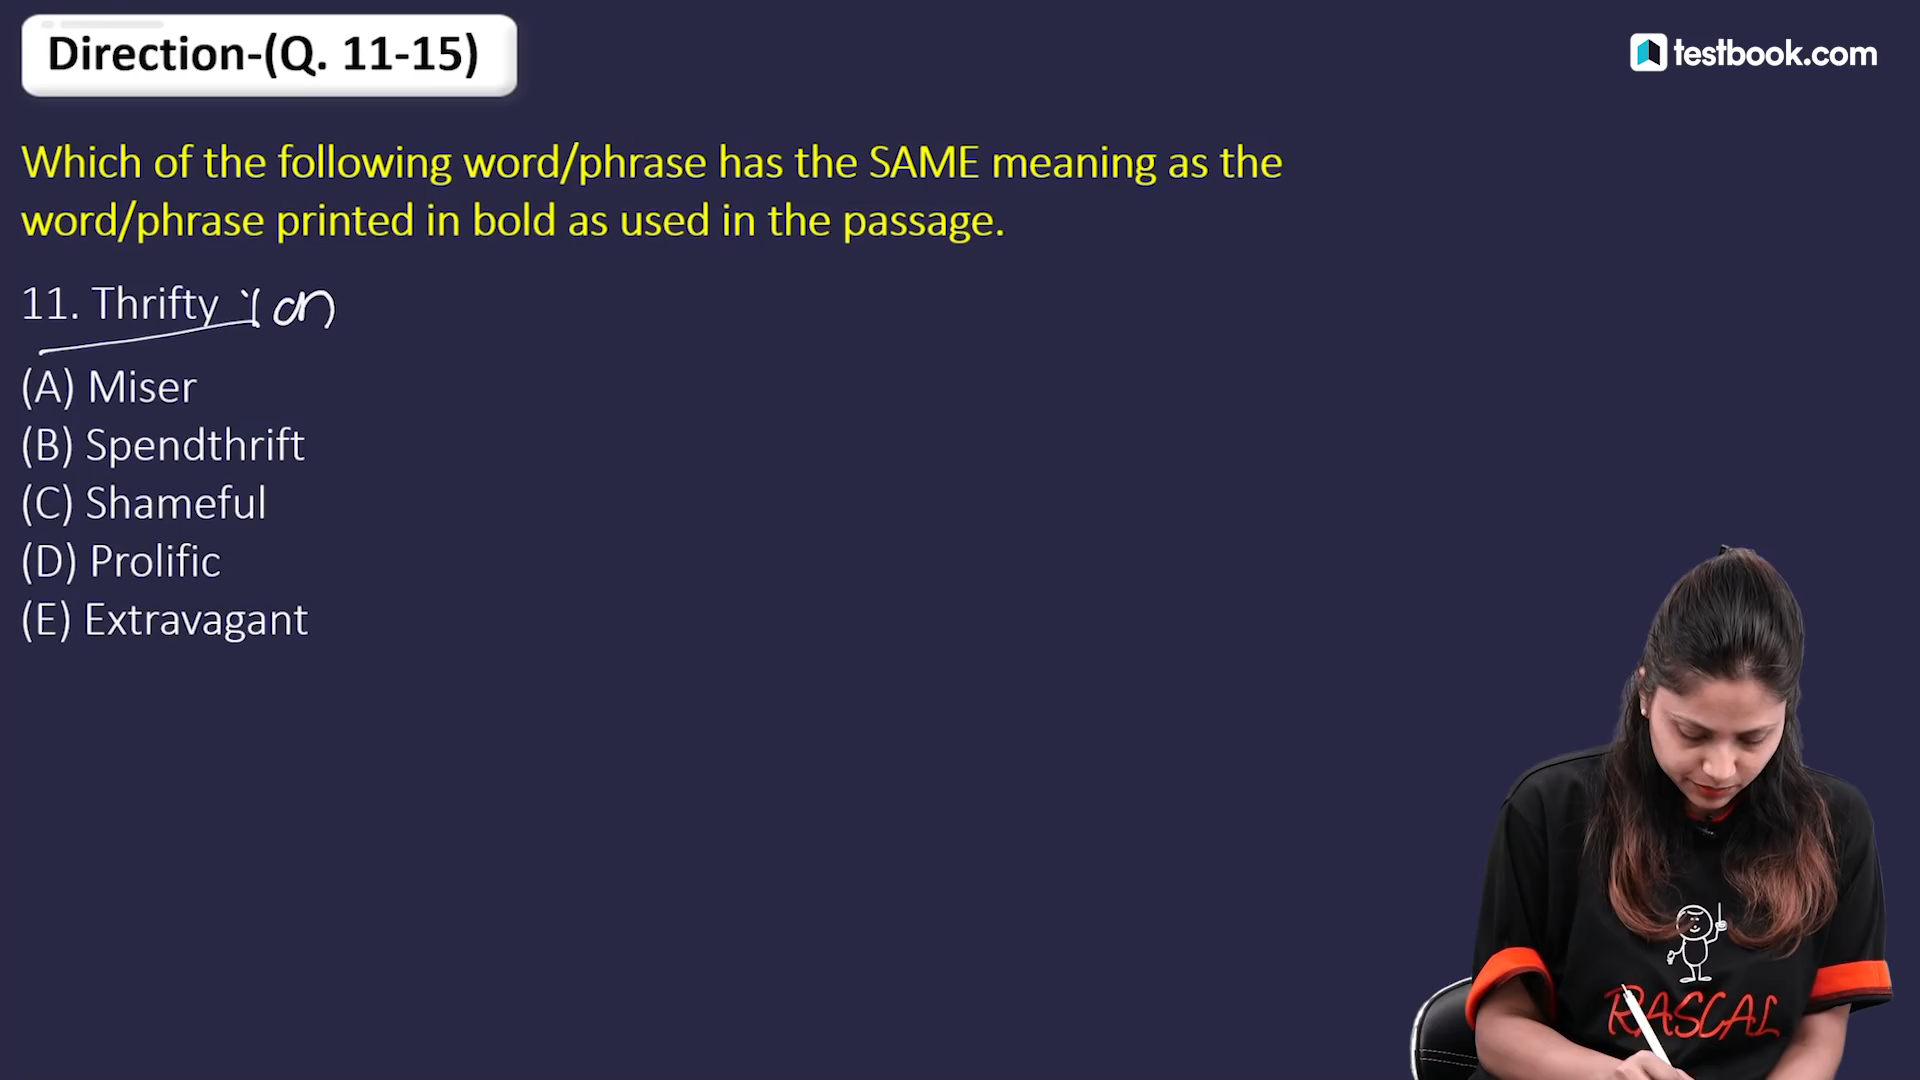 Direction-(Q. 11-15)
testbook.com
Which of the following word/phrase has the SAME meaning as the
word/phrase printed in bold as used in the passage.
11. Thrifty
(A) Miser
(B) Spendthrift
(C) Shameful
(D) Prolific
(E) Extravagant
RASCAL